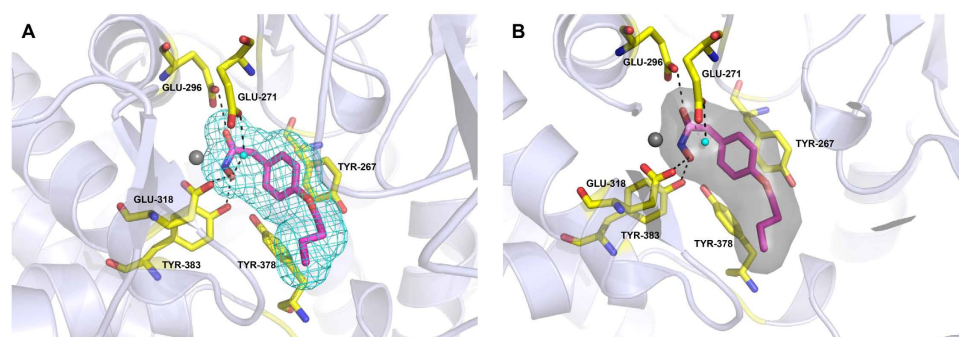 A
GLU-296
GLU-271
TYR-267
GLU-318
TYR-383
TYR-378
B
GLU-296
GLU-271
TYR-267
GLU-318
TYR-383
TYR-378